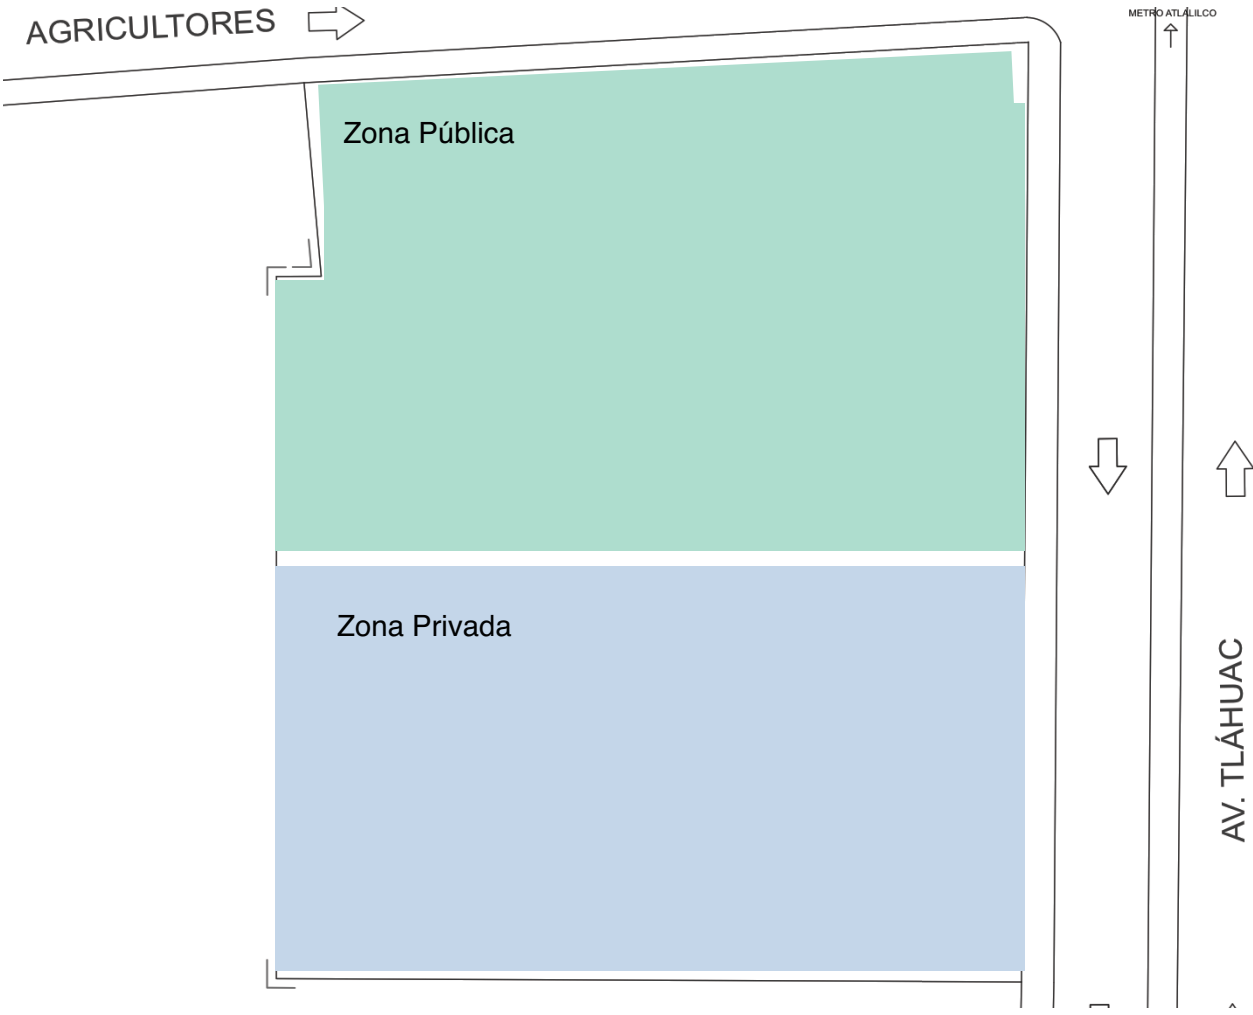 AGRICULTORES
METRO ATLALILCO
Zona Pública
Zona Privada
AV. TLÁHUAC